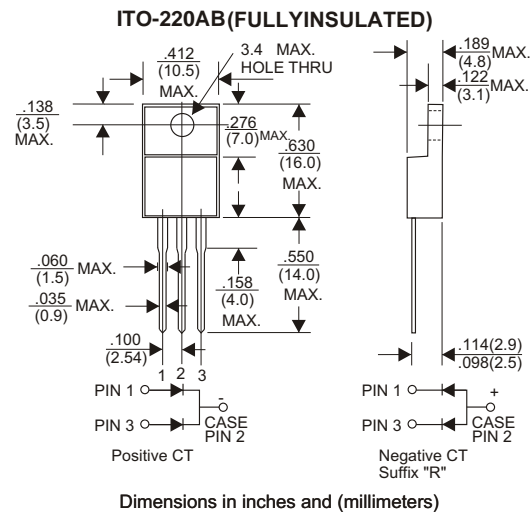 ITO-220AB(FULLYINSULATED)
.412
(10.5)
MAX.
3.4 MAX.
HOLE THRU
.189
(4.8)
MAX.
.122
(3.1)
MAX.
.138
(3.5)
MAX.
.276
(7.0)
MAX.
.630
(16.0)
MAX.
.060
(1.5)
MAX.
.035
(0.9)
MAX.
.158
(4.0)
MAX.
.550
(14.0)
MAX.
.100
(2.54)
.114(2.9)
.098(2.5)
1 2 3
PIN 1
PIN 3
-
CASE
PIN 2
Positive CT
PIN 1
PIN 3
+
CASE
PIN 2
Negative CT
Suffix "R"
Dimensions in inches and (millimeters)